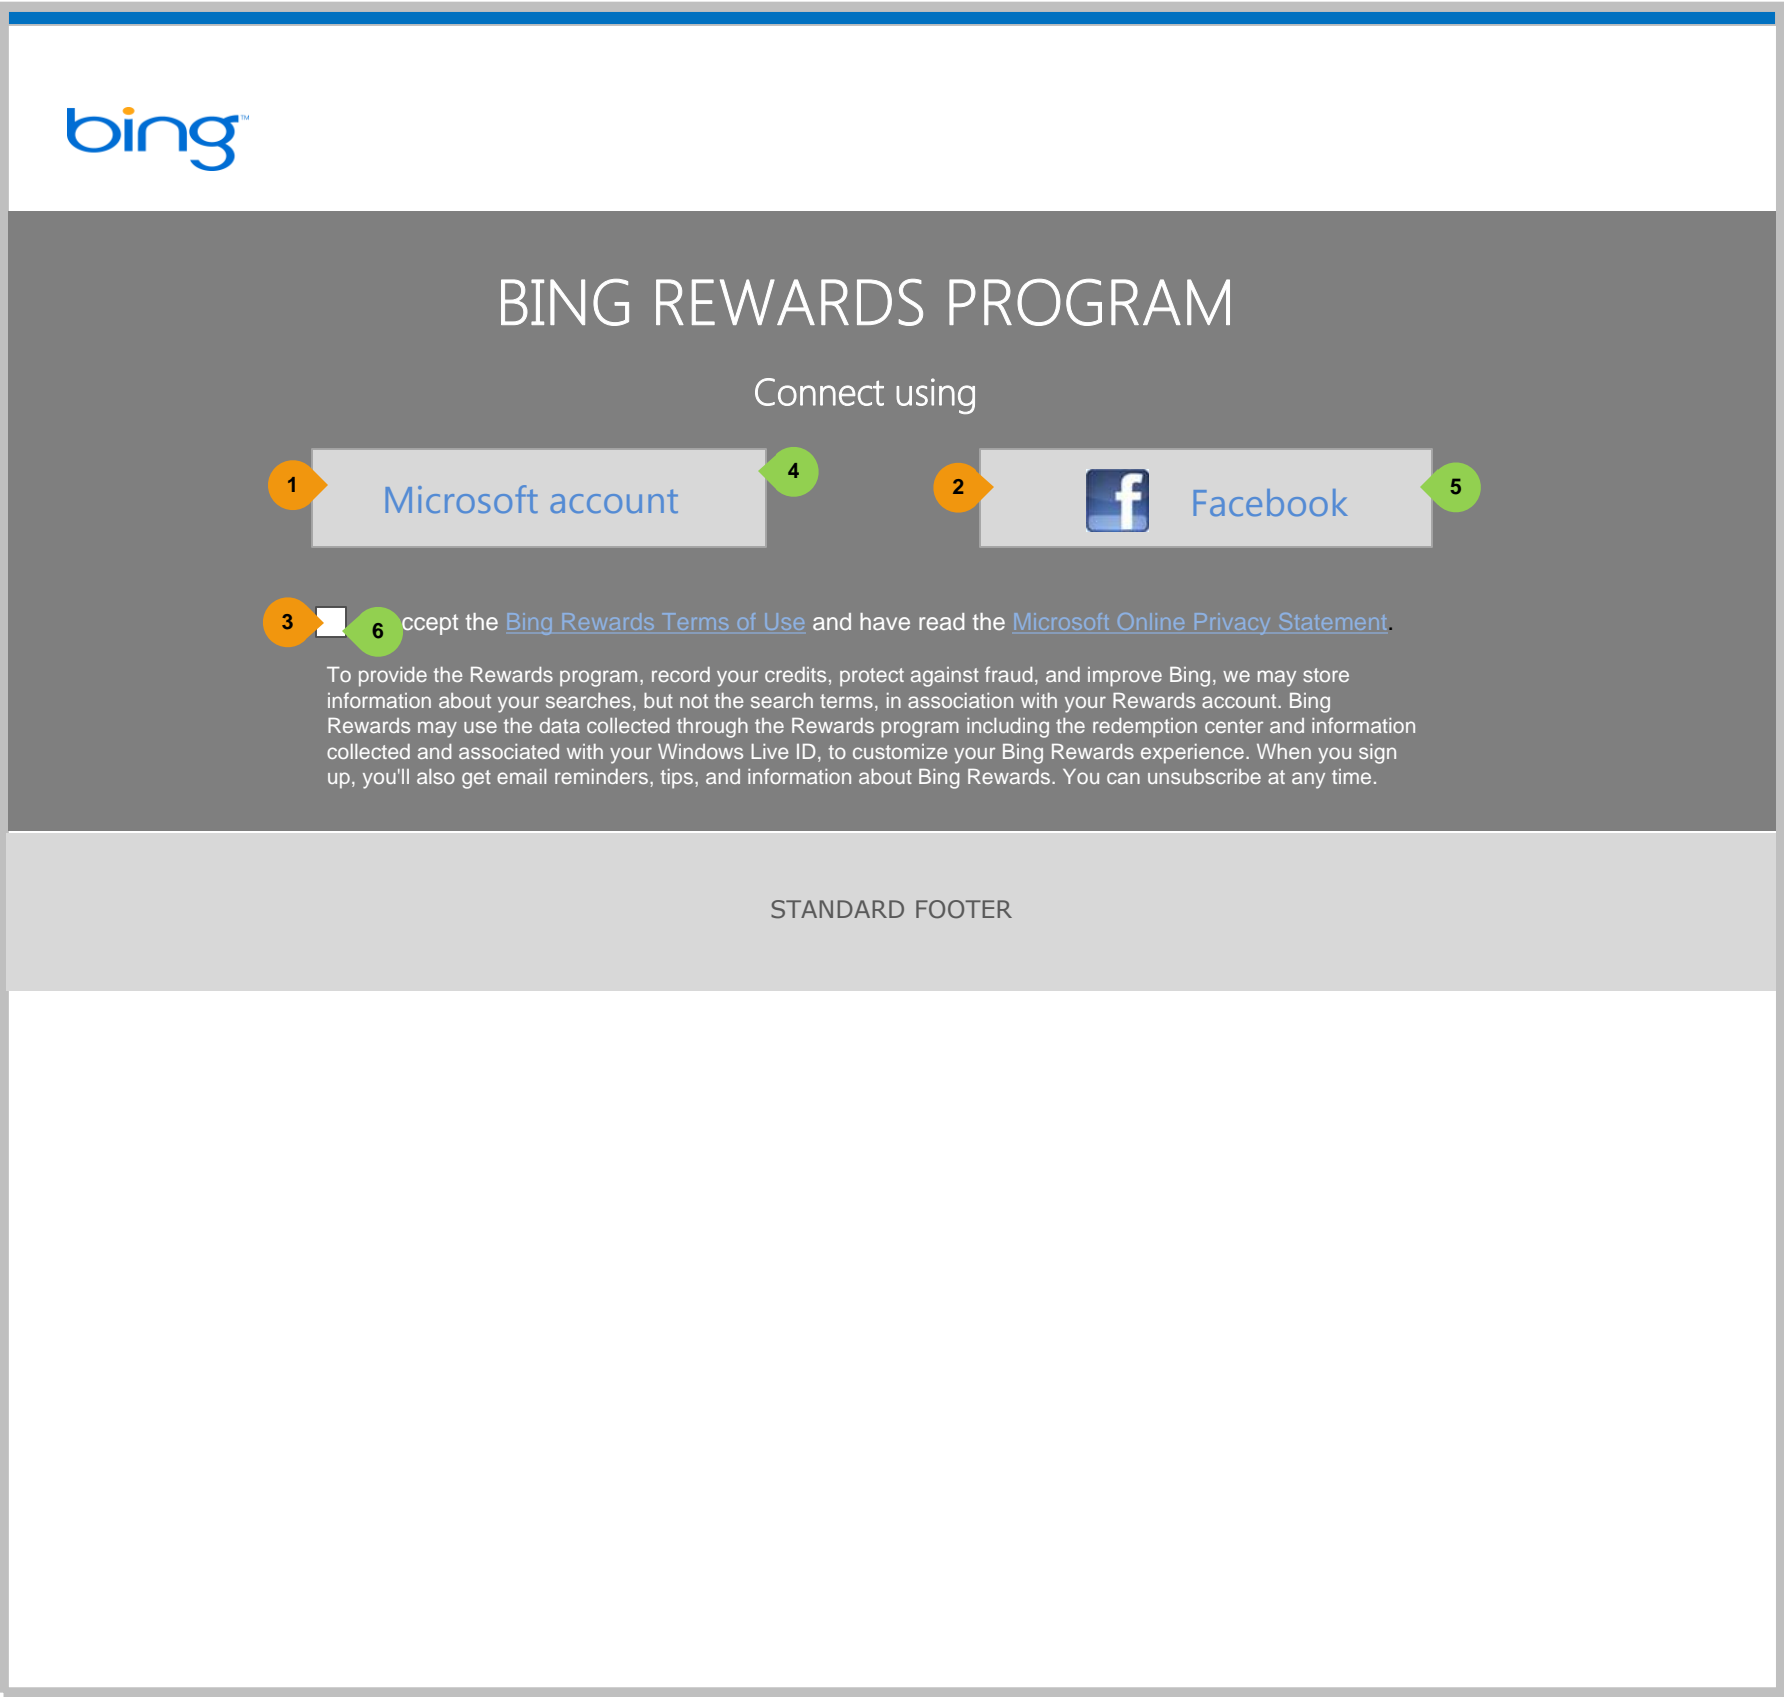 bing™
BING REWARDS PROGRAM
Connect using
1 Microsoft account 4 2 f Facebook 5
3 6 ccept the Bing Rewards Terms of Use and have read the Microsoft Online Privacy Statement.
To provide the Rewards program, record your credits, protect against fraud, and improve Bing, we may store
information about your searches, but not the search terms, in association with your Rewards account. Bing
Rewards may use the data collected through the Rewards program including the redemption center and information
collected and associated with your Windows Live ID, to customize your Bing Rewards experience. When you sign
up, you'll also get email reminders, tips, and information about Bing Rewards. You can unsubscribe at any time.
STANDARD FOOTER